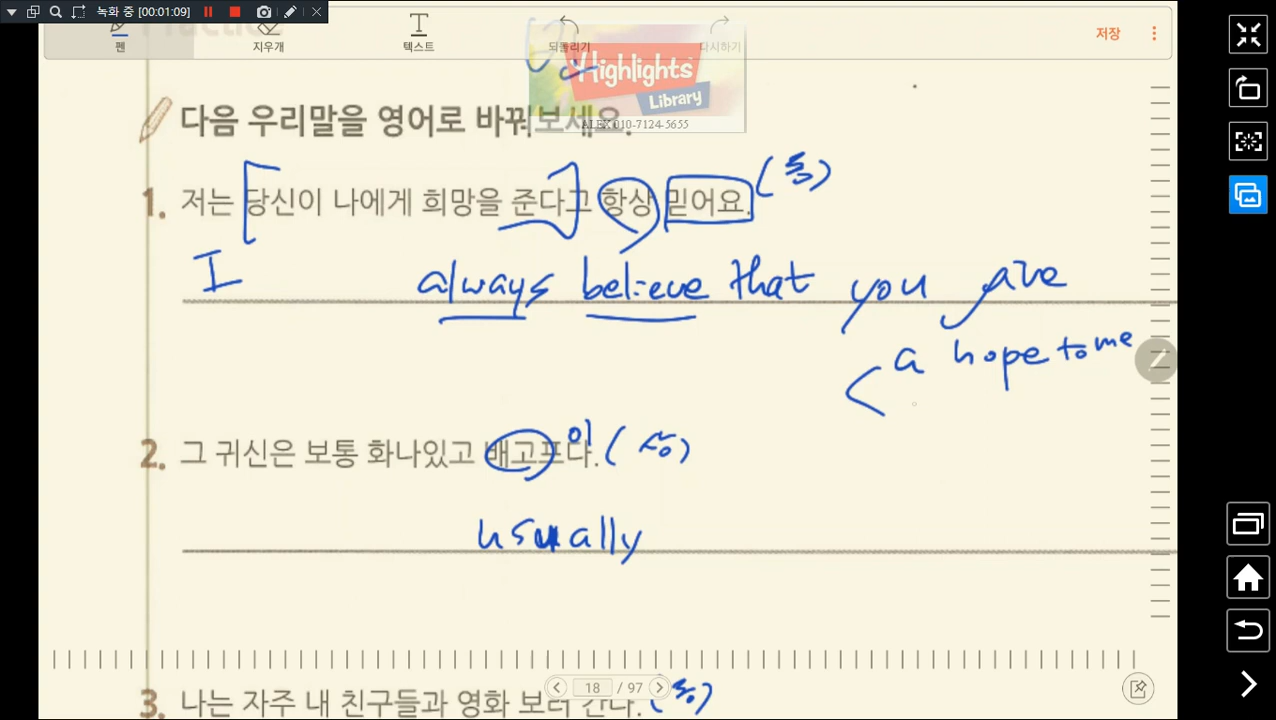 녹화 중 [00:01:09]
Practice
펜 지우개 텍스트 되돌리기 다시하기 저장
Highlights
Library
ALEX 010-7124-5655
다음 우리말을 영어로 바꿔보세요.
1. 저는 당신이 나에게 희망을 준다고 항상 믿어요. (동)
I always believe that you are
a hope to me
2. 그 귀신은 보통 화나있고 배고프다. 이 (상)
usually
3. 나는 자주 내 친구들과 영화 보러 간다. (동)
18 / 97